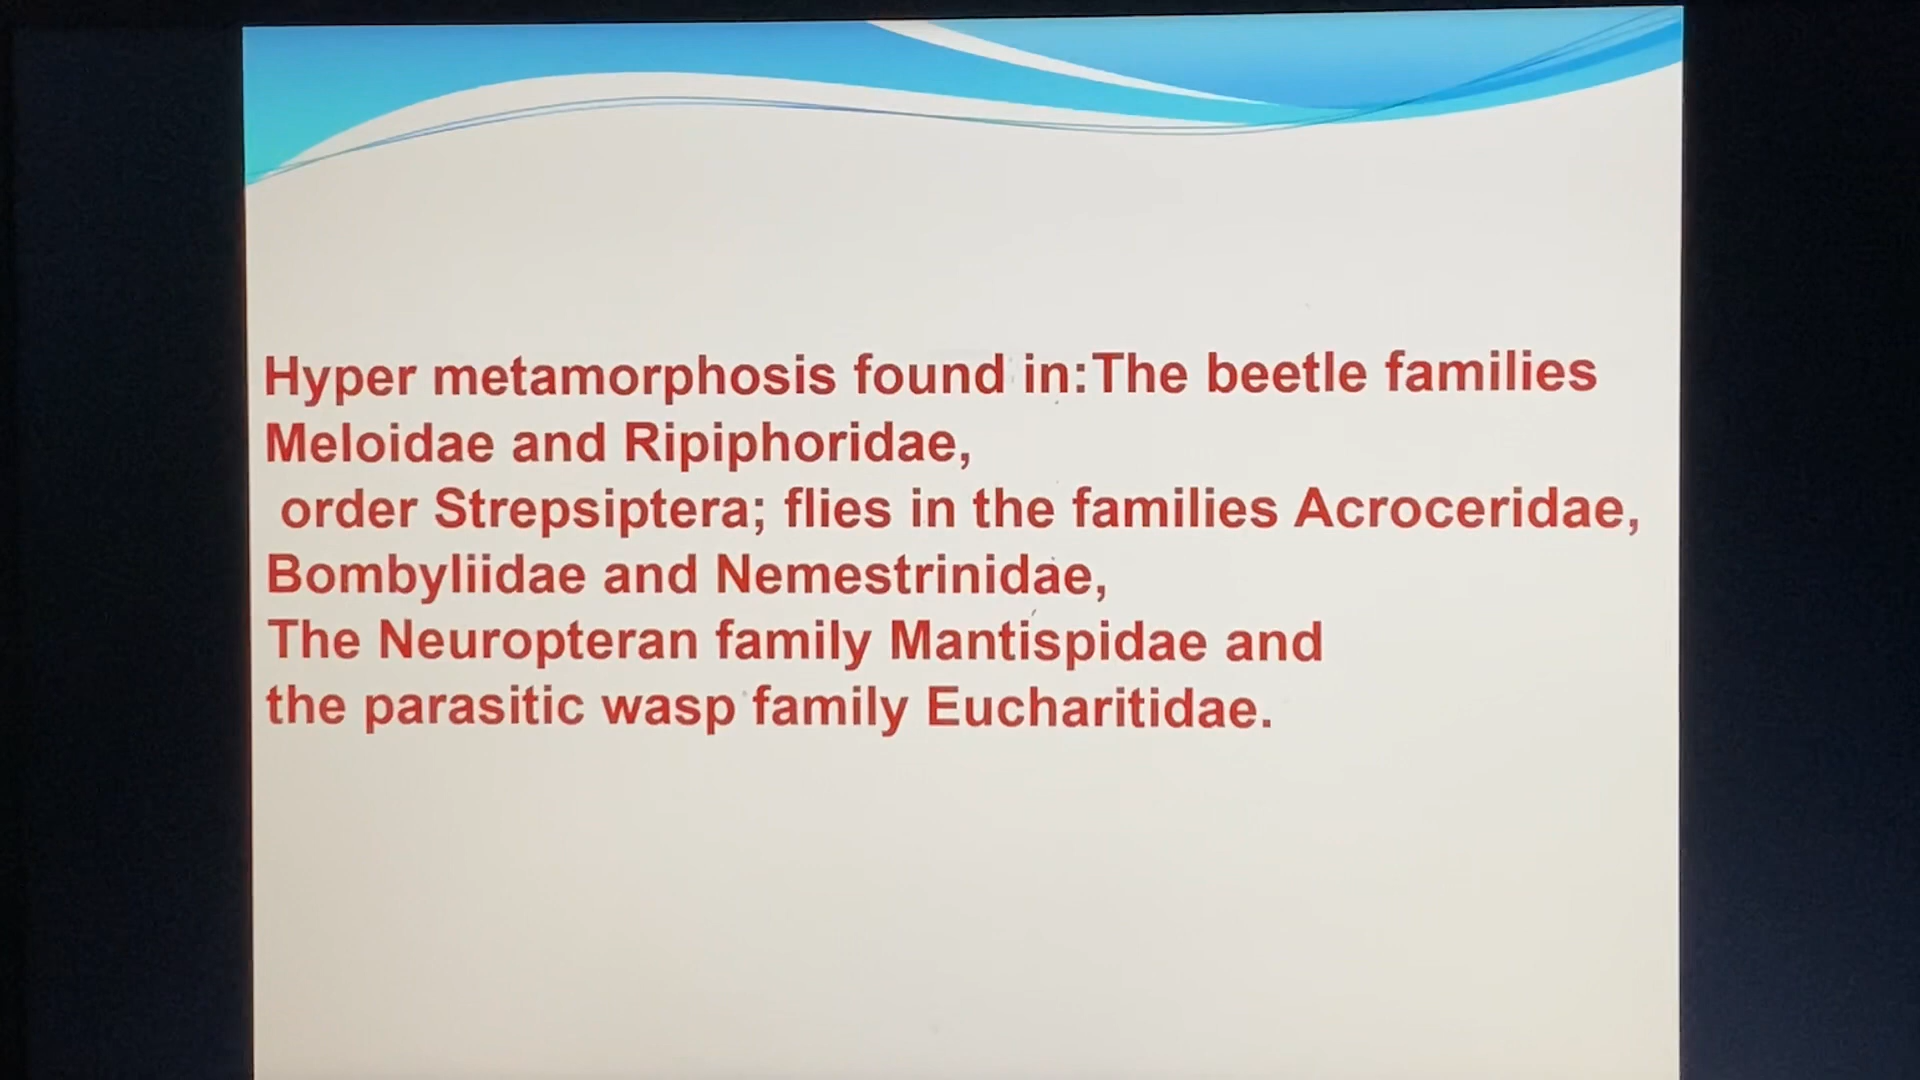 Hyper metamorphosis found in:The beetle families
Meloidae and Ripiphoridae,
order Strepsiptera; flies in the families Acroceridae,
Bombyliidae and Nemestrinidae,
The Neuropteran family Mantispidae and
the parasitic wasp family Eucharitidae.